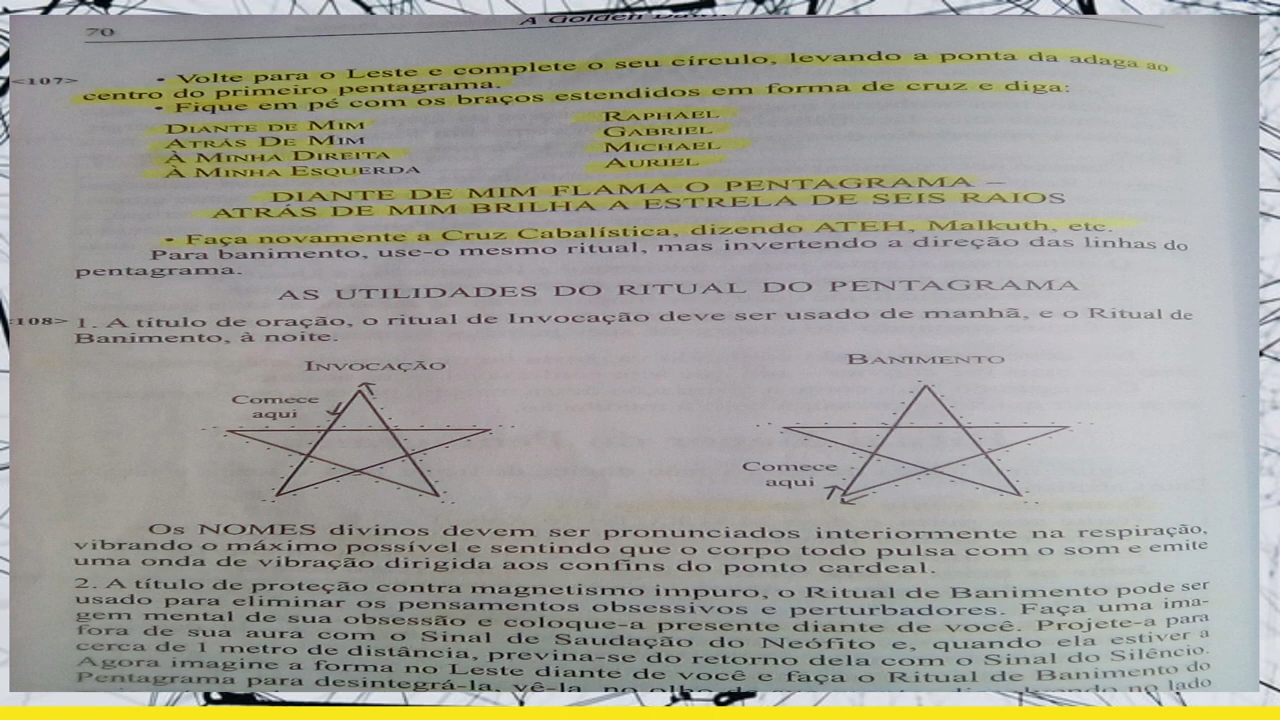 70
A Golden Dawn
<107>
• Volte para o Leste e complete o seu círculo, levando a ponta da adaga ao
centro do primeiro pentagrama.
• Fique em pé com os braços estendidos em forma de cruz e diga:
DIANTE DE MIM RAPHAEL
ATRÁS DE MIM GABRIEL
À MINHA DIREITA MICHAEL
À MINHA ESQUERDA AURIEL
DIANTE DE MIM FLAMA O PENTAGRAMA –
ATRÁS DE MIM BRILHA A ESTRELA DE SEIS RAIOS
• Faça novamente a Cruz Cabalística, dizendo ATEH, Malkuth, etc.
Para banimento, use-o mesmo ritual, mas invertendo a direção das linhas do
pentagrama.
AS UTILIDADES DO RITUAL DO PENTAGRAMA
108> 1. A título de oração, o ritual de Invocação deve ser usado de manhã, e o Ritual de
Banimento, à noite.
INVOCAÇÃO
BANIMENTO
Comece
aqui
Comece
aqui
Os NOMES divinos devem ser pronunciados interiormente na respiração,
vibrando o máximo possível e sentindo que o corpo todo pulsa com o som e emite
uma onda de vibração dirigida aos confins do ponto cardeal.
2. A título de proteção contra magnetismo impuro, o Ritual de Banimento pode ser
usado para eliminar os pensamentos obsessivos e perturbadores. Faça uma ima-
gem mental de sua obsessão e coloque-a presente diante de você. Projete-a para
fora de sua aura com o Sinal de Saudação do Neófito e, quando ela estiver a
cerca de 1 metro de distância, previna-se do retorno dela com o Sinal do Silêncio.
Agora imagine a forma no Leste diante de você e faça o Ritual de Banimento do
Pentagrama para desintegrá-la, vê-la, no olho no lado